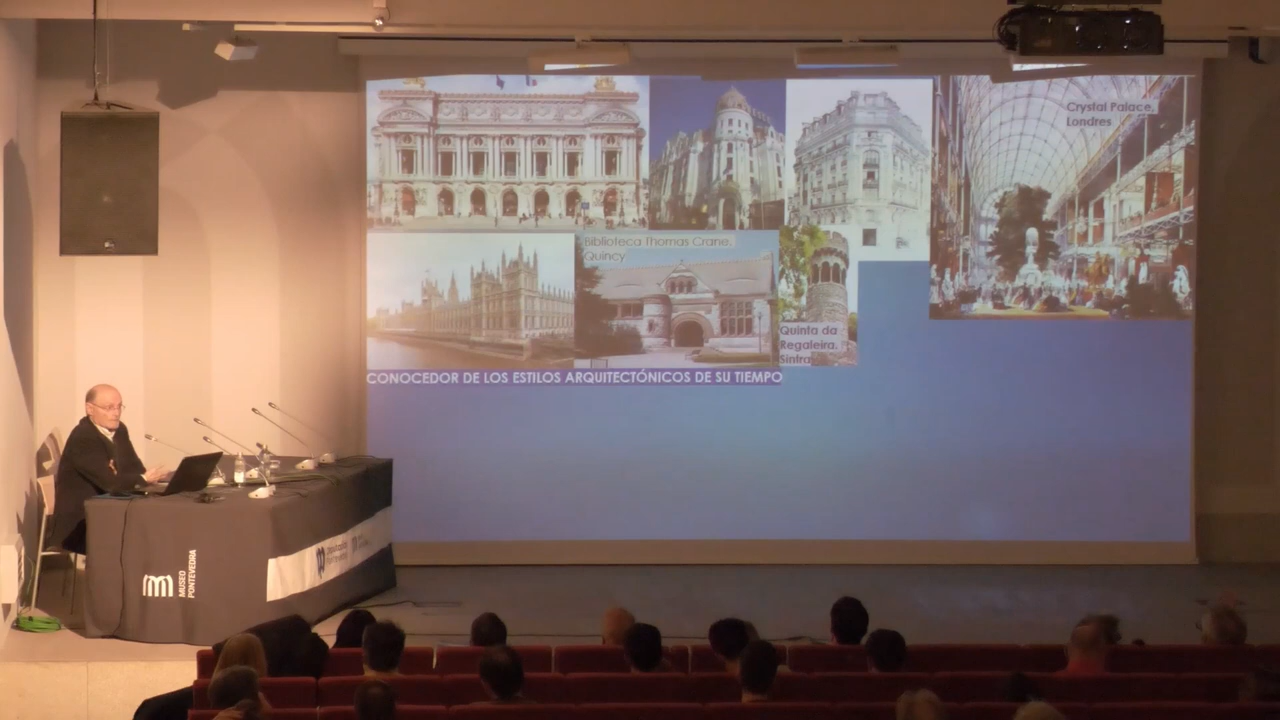 Crystal Palace,
Londres
Biblioteca Thomas Crane,
Quincy
Quinta da
Regaleira.
Sintra
CONOCEDOR DE LOS ESTILOS ARQUITECTÓNICOS DE SU TIEMPO
MUSEO
PONTEVEDRA